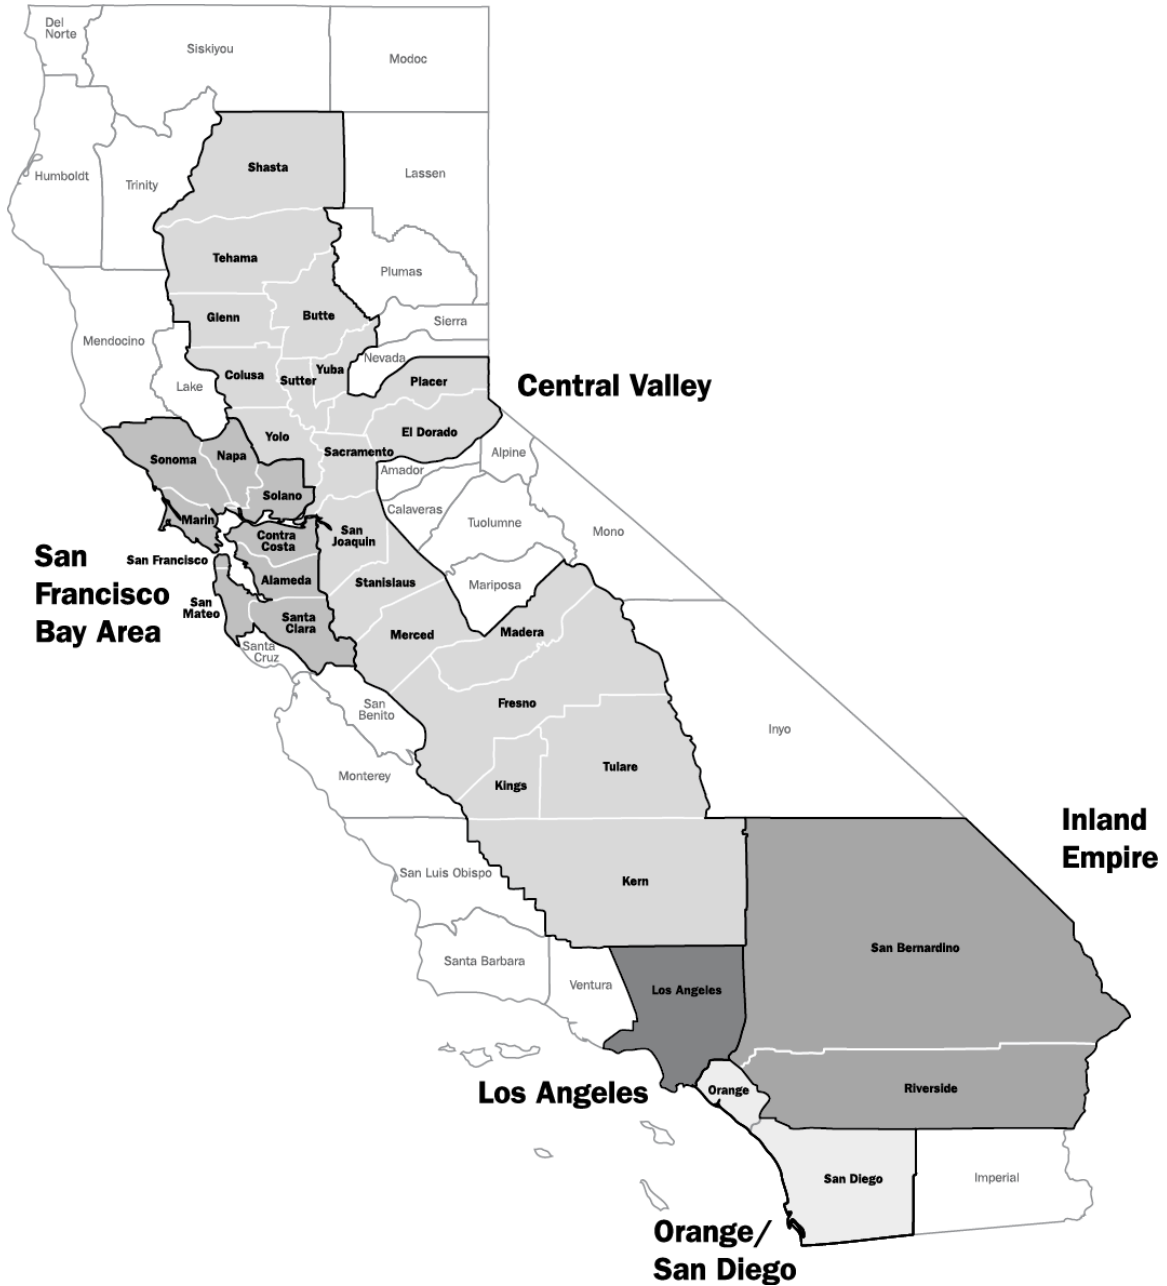 Del
Norte
Siskiyou
Modoc
Shasta
Lassen
Humboldt
Trinity
Tehama
Plumas
Glenn
Butte
Sierra
Mendocino
Nevada
Lake
Colusa
Sutter
Yuba
Placer
Central Valley
Yolo
El Dorado
Sonoma
Napa
Sacramento
Alpine
Amador
Solano
Calaveras
Marin
Tuolumne
Mono
Contra
Costa
San
Joaquin
San
Francisco
Bay Area
San Francisco
Alameda
Stanislaus
Mariposa
San
Mateo
Santa
Clara
Merced
Madera
Santa
Cruz
San
Benito
Fresno
Inyo
Monterey
Kings
Tulare
Inland
Empire
San Luis Obispo
Kern
San Bernardino
Santa Barbara
Ventura
Los Angeles
Los Angeles
Orange
Riverside
San Diego
Imperial
Orange/
San Diego